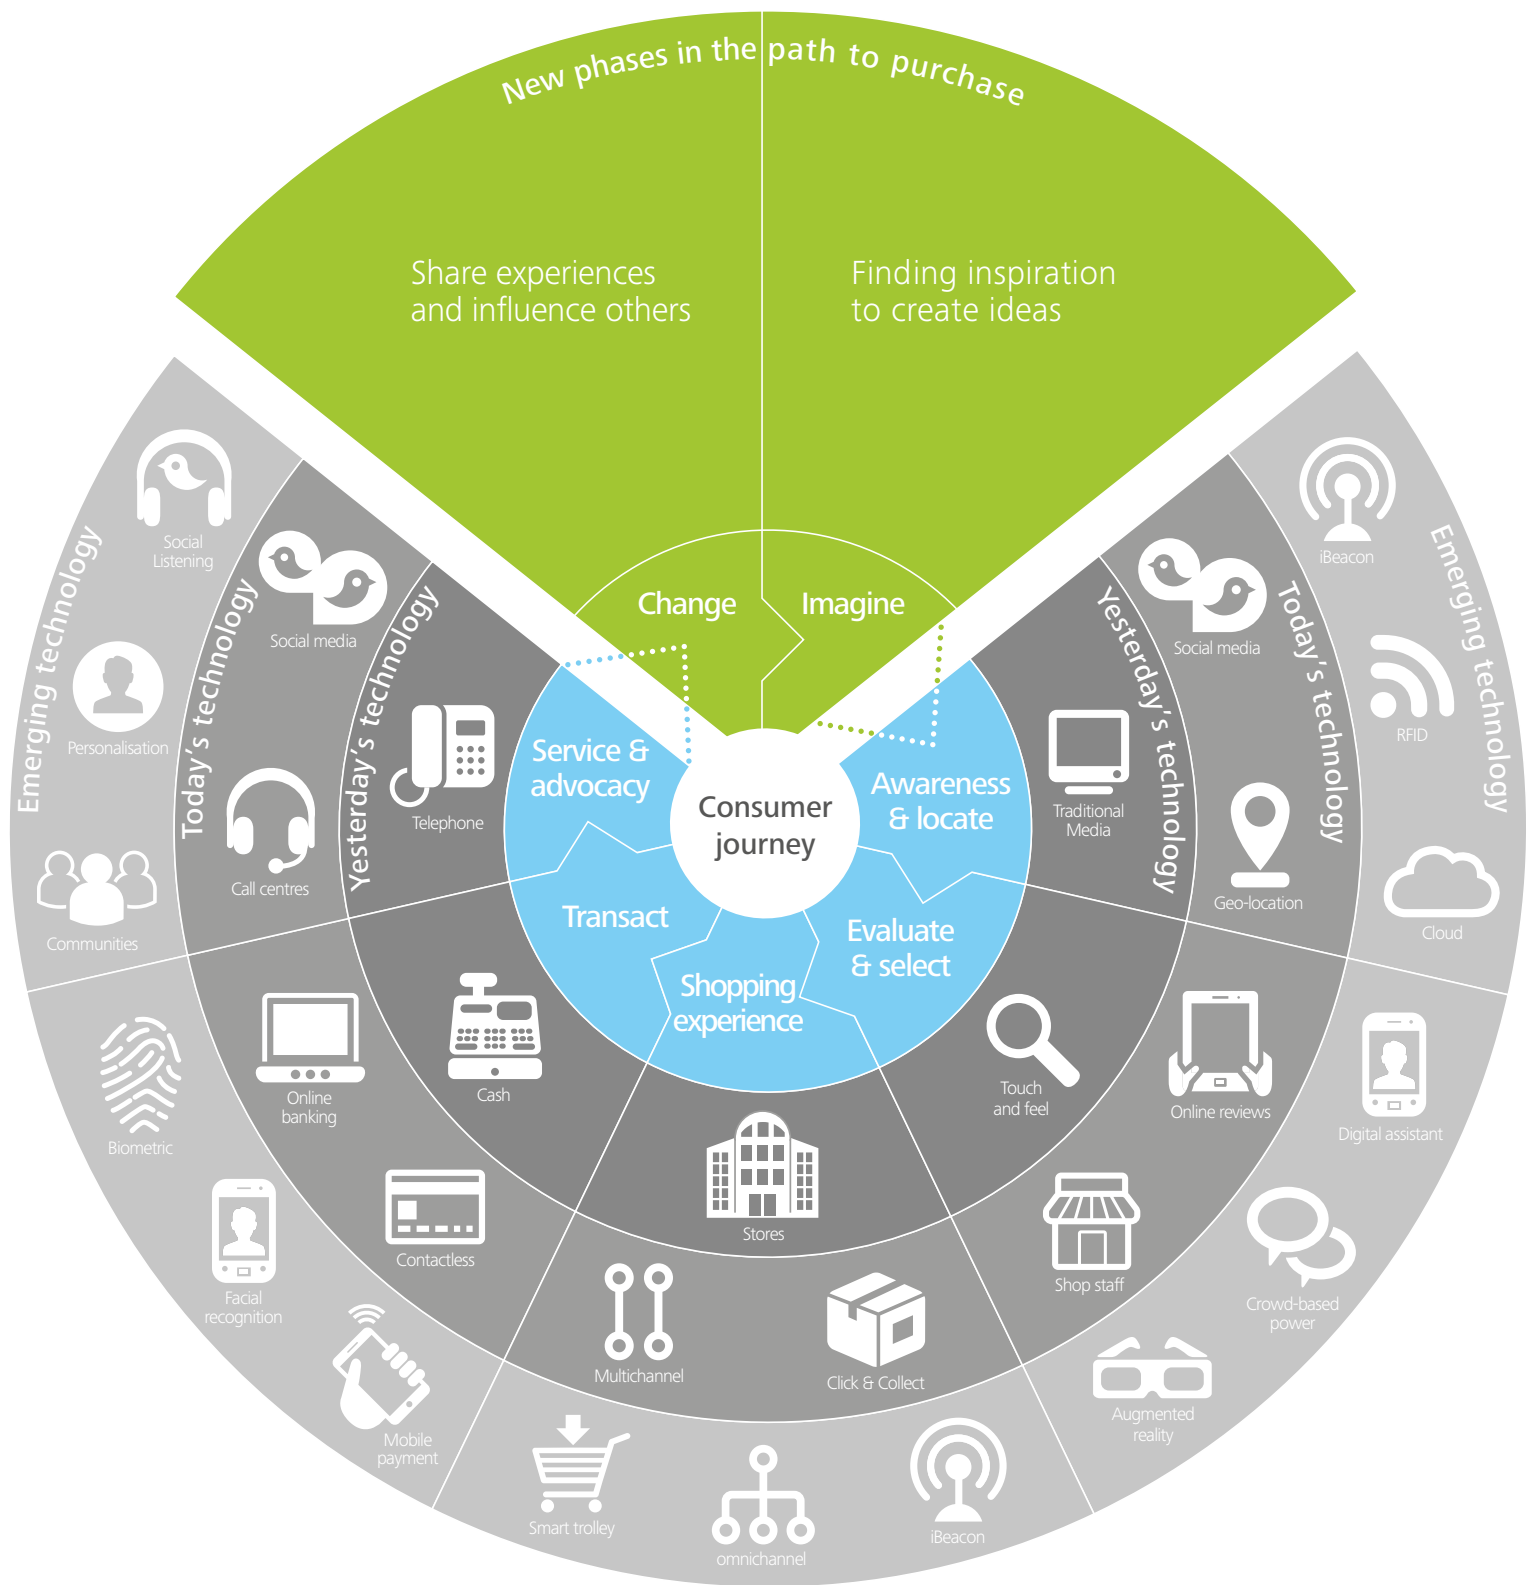 New phases in the path to purchase
Share experiences
and influence others
Finding inspiration
to create ideas
Change
Imagine
Consumer
journey
Awareness
& locate
Evaluate
& select
Shopping
experience
Transact
Service &
advocacy
Yesterday's technology
Today's technology
Emerging technology
Traditional
Media
Social media
Geo-location
iBeacon
RFID
Cloud
Touch
and feel
Online reviews
Shop staff
Digital assistant
Crowd-based
power
Augmented
reality
Stores
Multichannel
Click & Collect
Smart trolley
omnichannel
iBeacon
Cash
Online
banking
Contactless
Biometric
Facial
recognition
Mobile
payment
Yesterday's technology
Today's technology
Emerging technology
Telephone
Social media
Call centres
Social
Listening
Personalisation
Communities